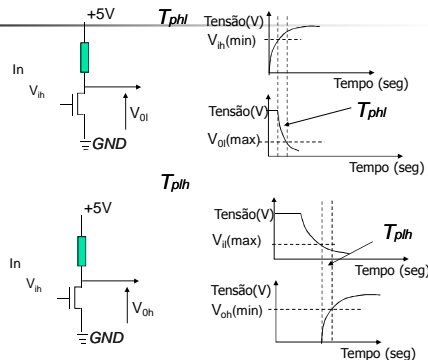 Tphl
+5V
In
Vih
V0l
GND
Tensão(V)
Vih(min)
Tempo (seg)
Tensão(V)
V0l(max)
Tphl
Tempo (seg)
Tplh
+5V
In
Vih
V0h
GND
Tensão(V)
Vil(max)
Tplh
Tempo (seg)
Tensão(V)
Voh(min)
Tempo (seg)